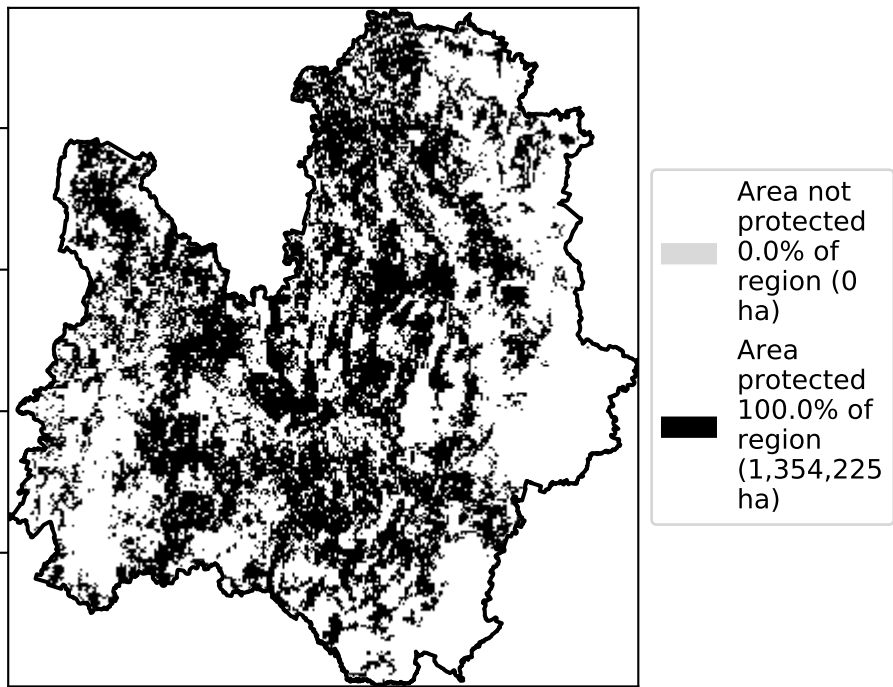 Area not
protected
0.0% of
region (0
ha)
Area
protected
100.0% of
region
(1,354,225
ha)